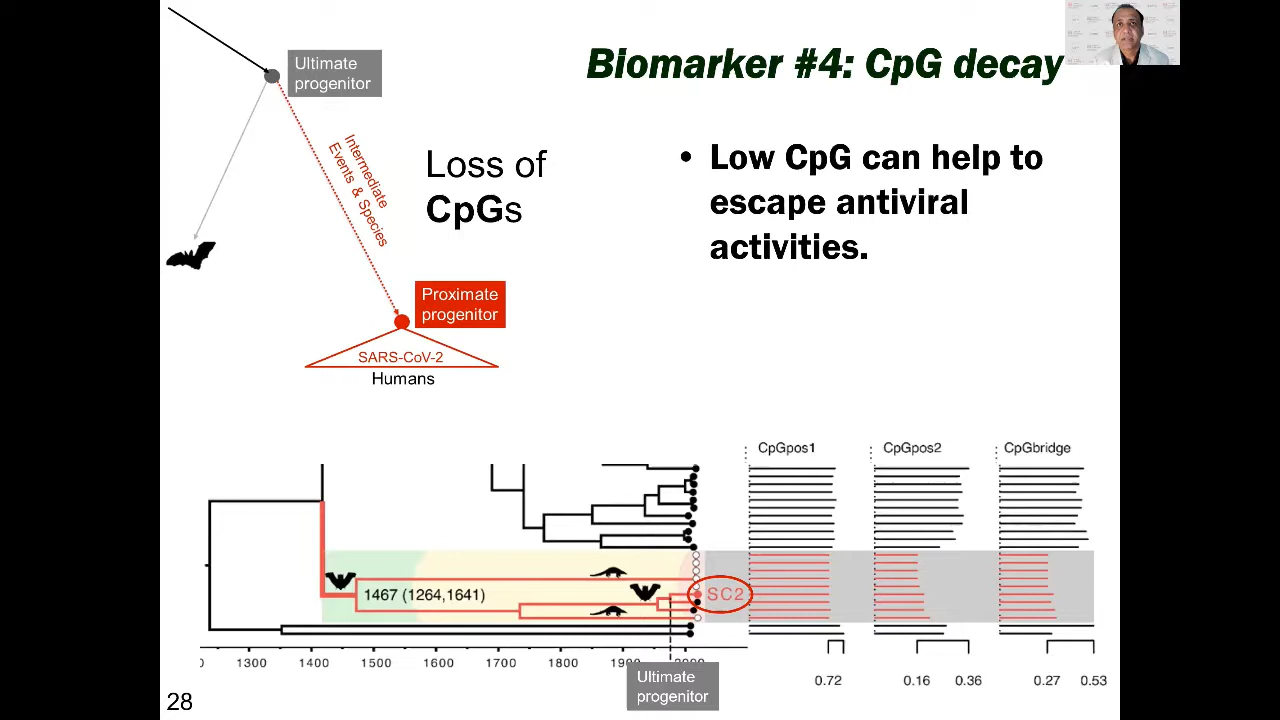 Biomarker #4: CpG decay
Ultimate
progenitor
Intermediate
Events & Species
Loss of
CpGs
• Low CpG can help to
escape antiviral
activities.
Proximate
progenitor
SARS-CoV-2
Humans
CpGpos1
CpGpos2
CpGbridge
1467 (1264,1641)
SC2
1300
1400
1500
1600
1700
1800
1900
2000
0.72
0.16
0.36
0.27
0.53
Ultimate
progenitor
28